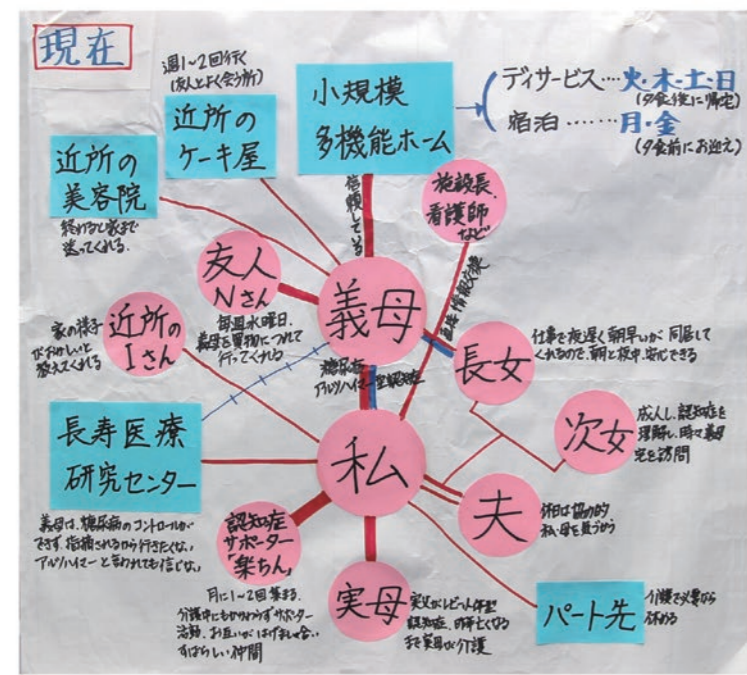 現在
週1~2回行く
(友人とよく会う所)
近所の
ケーキ屋
小規模
多機能ホーム
デイサービス…火・木・土・日
(夕食後に帰宅)
宿泊……月・金
(夕食前にお迎え)
近所の
美容院
終わると家まで
送ってくれる.
信頼してる
施設長、
看護師
など
直接情報交換
友人
Nさん
毎週水曜日、
義母を買物につれて
行ってくれる
義母
糖尿病
アルツハイマー型認知症
家の様子
がおかしいと
教えてくれる
近所の
Iさん
長女
仕事で夜遅く朝早いが同居して
くれるので、朝と夜中、安心できる
次女
成人し、認知症を
理解し、時々義母
宅を訪問
長寿医療
研究センター
義母は、糖尿病のコントロールが
できず、指摘されるから行きたくない
アルツハイマーと言われても信じない
私
夫
休日は協力的
私・母を気づかう
認知症
サポーター
「楽ちん」
月に1~2回集まる.
介護中にもかかわらずサポーター
活動、お互いがはげまし合い
すばらしい仲間
実母
実父がレビー小体型
認知症、昨年亡くなる
まで実母が介護
パート先
介護で必要なら
休める